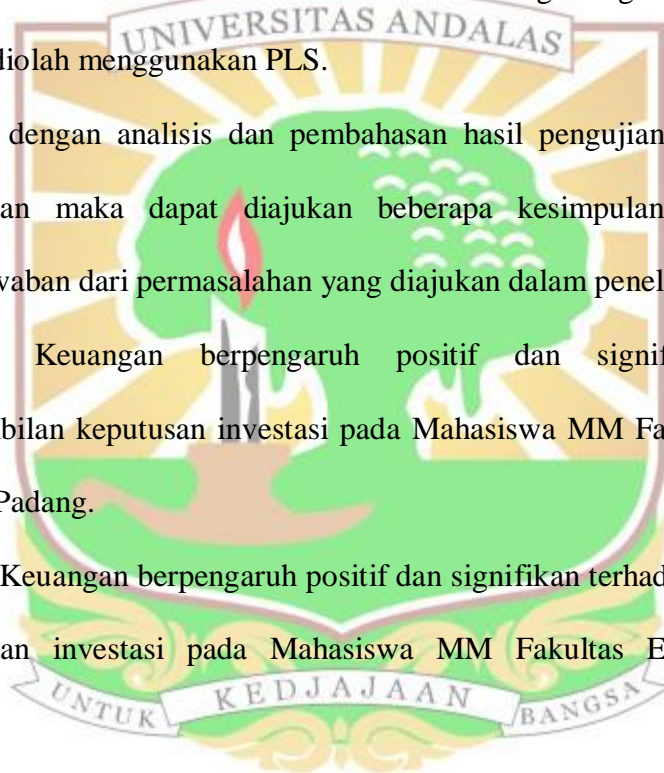 UNIVERSITAS ANDALAS
diolah menggunakan PLS.
dengan analisis dan pembahasan hasil pengujian
an maka dapat diajukan beberapa kesimpulan
waban dari permasalahan yang diajukan dalam penel
Keuangan berpengaruh positif dan signif
bilan keputusan investasi pada Mahasiswa MM Fa
Padang.
Keuangan berpengaruh positif dan signifikan terhad
an investasi pada Mahasiswa MM Fakultas E
UNTUK KEDJAJAAN BANGSA